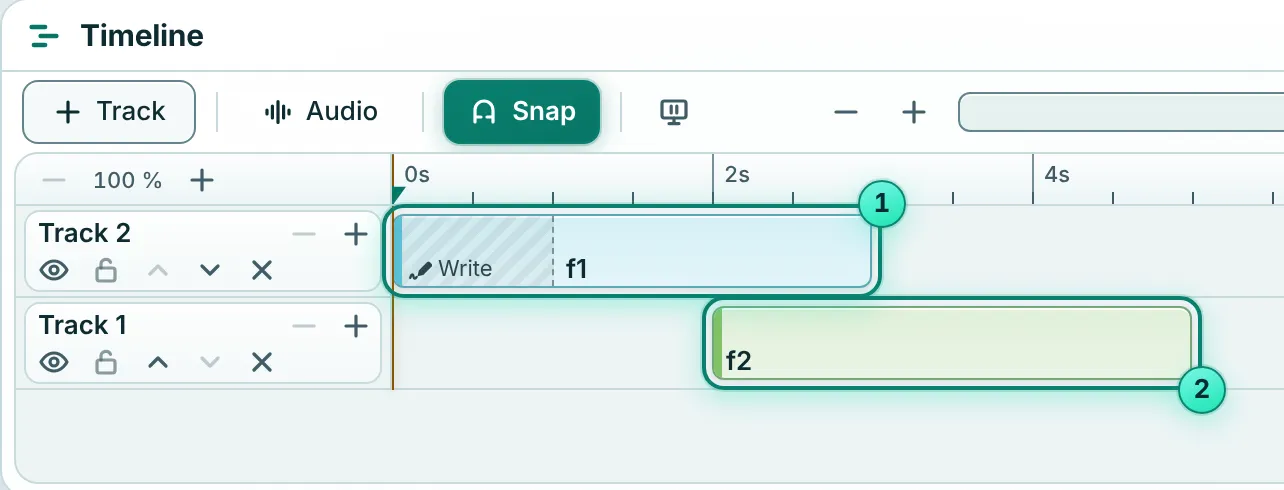 Timeline
Track
Audio
Snap
100 %
0s
2s
4s
Track 2
Write
f1
1
Track 1
f2
2